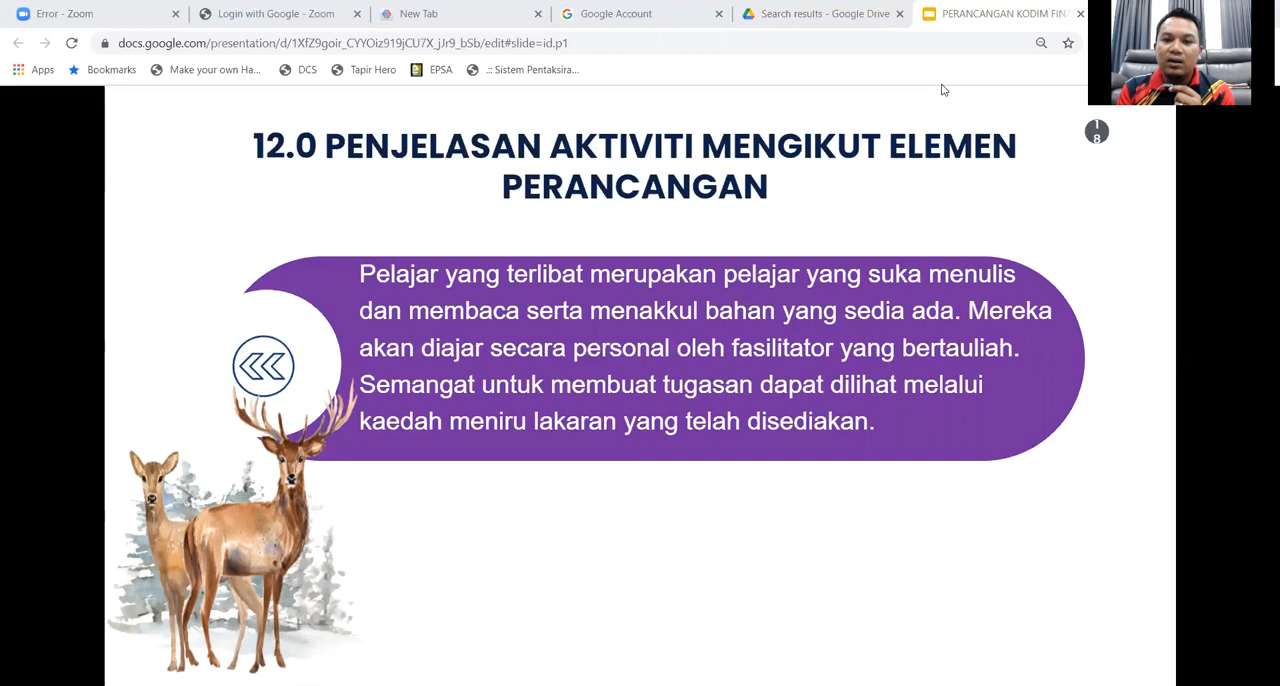 Error - Zoom
Login with Google - Zoom
New Tab
Google Account
Search results - Google Drive
PERANCANGAN KODIM FIN
docs.google.com/presentation/d/1XfZ9goir_CYYOiz919jCU7X_jJr9_bSb/edit#slide=id.p1
Apps
Bookmarks
Make your own Ha...
DCS
Tapir Hero
EPSA
.:: Sistem Pentaksira...
12.0 PENJELASAN AKTIVITI MENGIKUT ELEMEN
PERANCANGAN
1
8
Pelajar yang terlibat merupakan pelajar yang suka menulis
dan membaca serta menakkul bahan yang sedia ada. Mereka
akan diajar secara personal oleh fasilitator yang bertauliah.
Semangat untuk membuat tugasan dapat dilihat melalui
kaedah meniru lakaran yang telah disediakan.